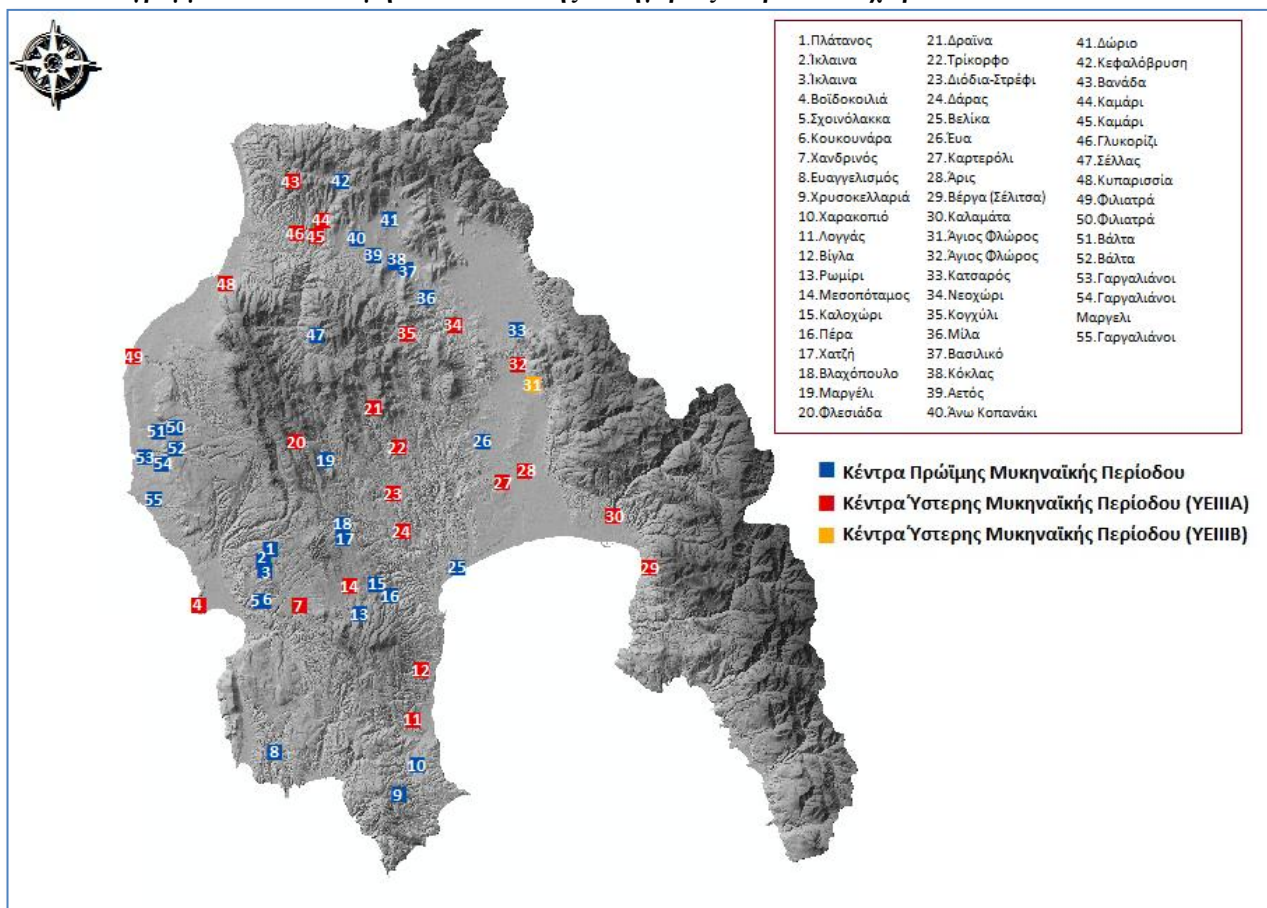 1.Πλάτανος
2.Ίκλαινα
3.Ίκλαινα
4.Βοϊδοκοιλιά
5.Σχοινόλακκα
6.Κουκουνάρα
7.Χανδρινός
8.Ευαγγελισμός
9.Χρυσοκελλαριά
10.Χαρακοπιό
11.Λογγάς
12.Βίγλα
13.Ρωμίρι
14.Μεσοπόταμος
15.Καλοχώρι
16.Πέρα
17.Χατζή
18.Βλαχόπουλο
19.Μαργέλι
20.Φλεσιάδα
21.Δραΐνα
22.Τρίκορφο
23.Διόδια-Στρέφι
24.Δάρας
25.Βελίκα
26.Έυα
27.Καρτερόλι
28.Άρις
29.Βέργα (Σέλιτσα)
30.Καλαμάτα
31.Άγιος Φλώρος
32.Άγιος Φλώρος
33.Κατσαρός
34.Νεοχώρι
35.Κογχύλι
36.Μίλα
37.Βασιλικό
38.Κόκλας
39.Αετός
40.Άνω Κοπανάκι
41.Δώριο
42.Κεφαλόβρυση
43.Βανάδα
44.Καμάρι
45.Καμάρι
46.Γλυκορίζι
47.Σέλλας
48.Κυπαρισσία
49.Φιλιατρά
50.Φιλιατρά
51.Βάλτα
52.Βάλτα
53.Γαργαλιάνοι
54.Γαργαλιάνοι
Μαργελι
55.Γαργαλιάνοι
Κέντρα Πρώϊμης Μυκηναϊκής Περίοδου
Κέντρα Ύστερης Μυκηναϊκής Περίοδου (ΥΕΙΙΙΑ)
Κέντρα Ύστερης Μυκηναϊκής Περίοδου (ΥΕΙΙΙΒ)
43 42
44 41
46 45 40
39 38
37
48 36
47 35 34 33
49 32
31
21
51 50
20 22 26
53 54 52 19
28
55 23 27
18 30
17 24
1
2
3 25 29
14 15
5 6 16
4 7 13
12
11
8 10
9